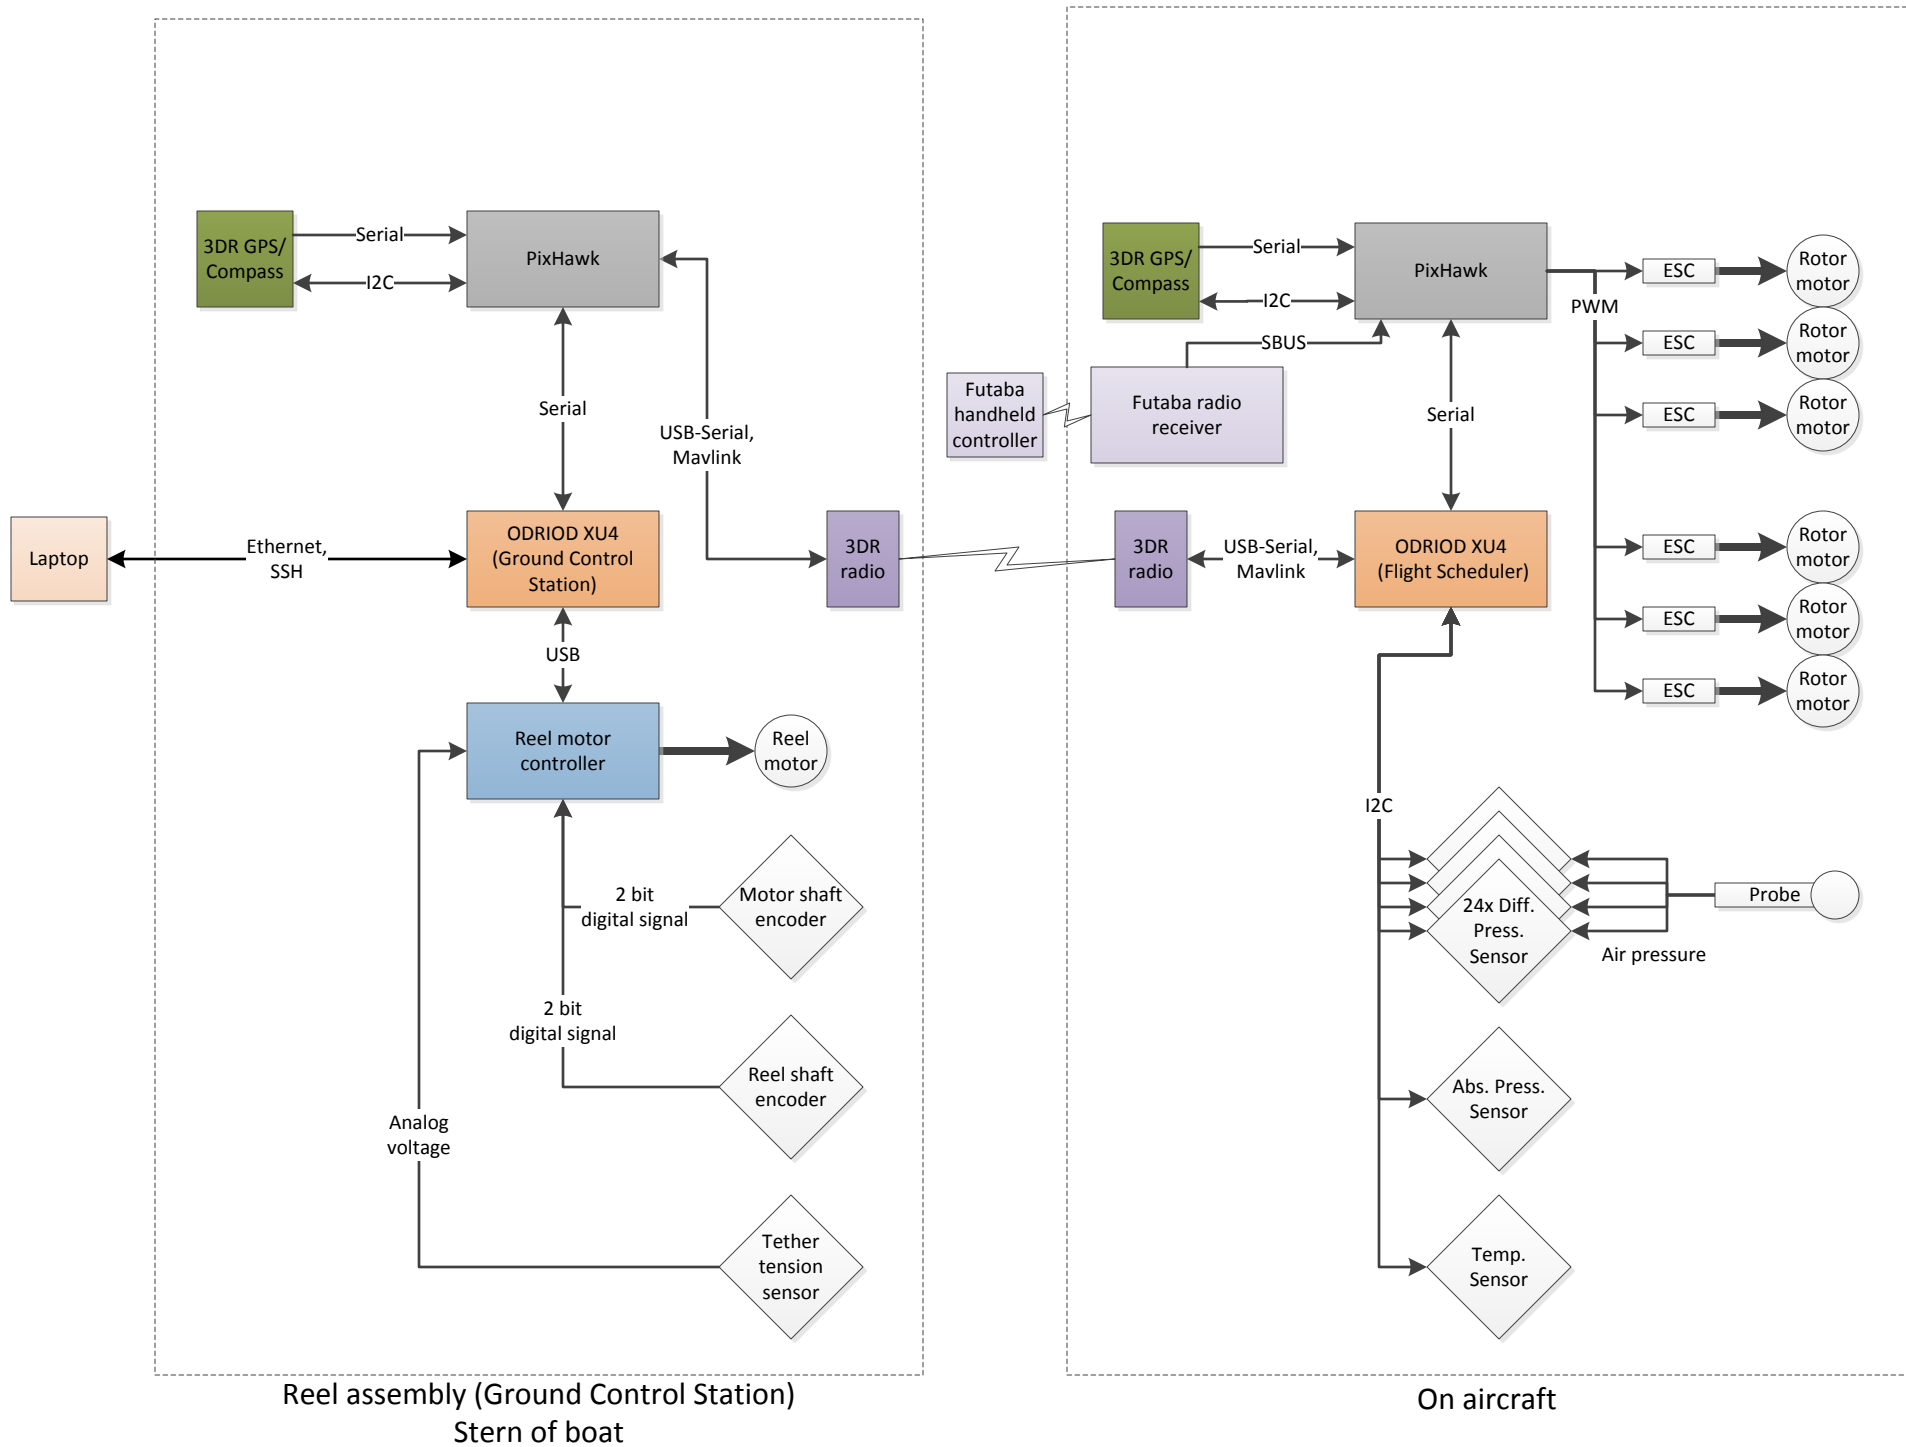 3DR GPS/
Compass
Serial
I2C
PixHawk
Serial
USB-Serial,
Mavlink
Laptop
Ethernet,
SSH
ODRIOD XU4
(Ground Control
Station)
3DR
radio
USB
Reel motor
controller
Reel
motor
2 bit
digital signal
Motor shaft
encoder
2 bit
digital signal
Reel shaft
encoder
Analog
voltage
Tether
tension
sensor
Reel assembly (Ground Control Station)
Stern of boat
3DR GPS/
Compass
Serial
I2C
PixHawk
SBUS
Futaba
handheld
controller
Futaba radio
receiver
Serial
PWM
ESC
Rotor
motor
ESC
Rotor
motor
ESC
Rotor
motor
ESC
Rotor
motor
ESC
Rotor
motor
ESC
Rotor
motor
3DR
radio
USB-Serial,
Mavlink
ODRIOD XU4
(Flight Scheduler)
I2C
24x Diff.
Press.
Sensor
Probe
Air pressure
Abs. Press.
Sensor
Temp.
Sensor
On aircraft